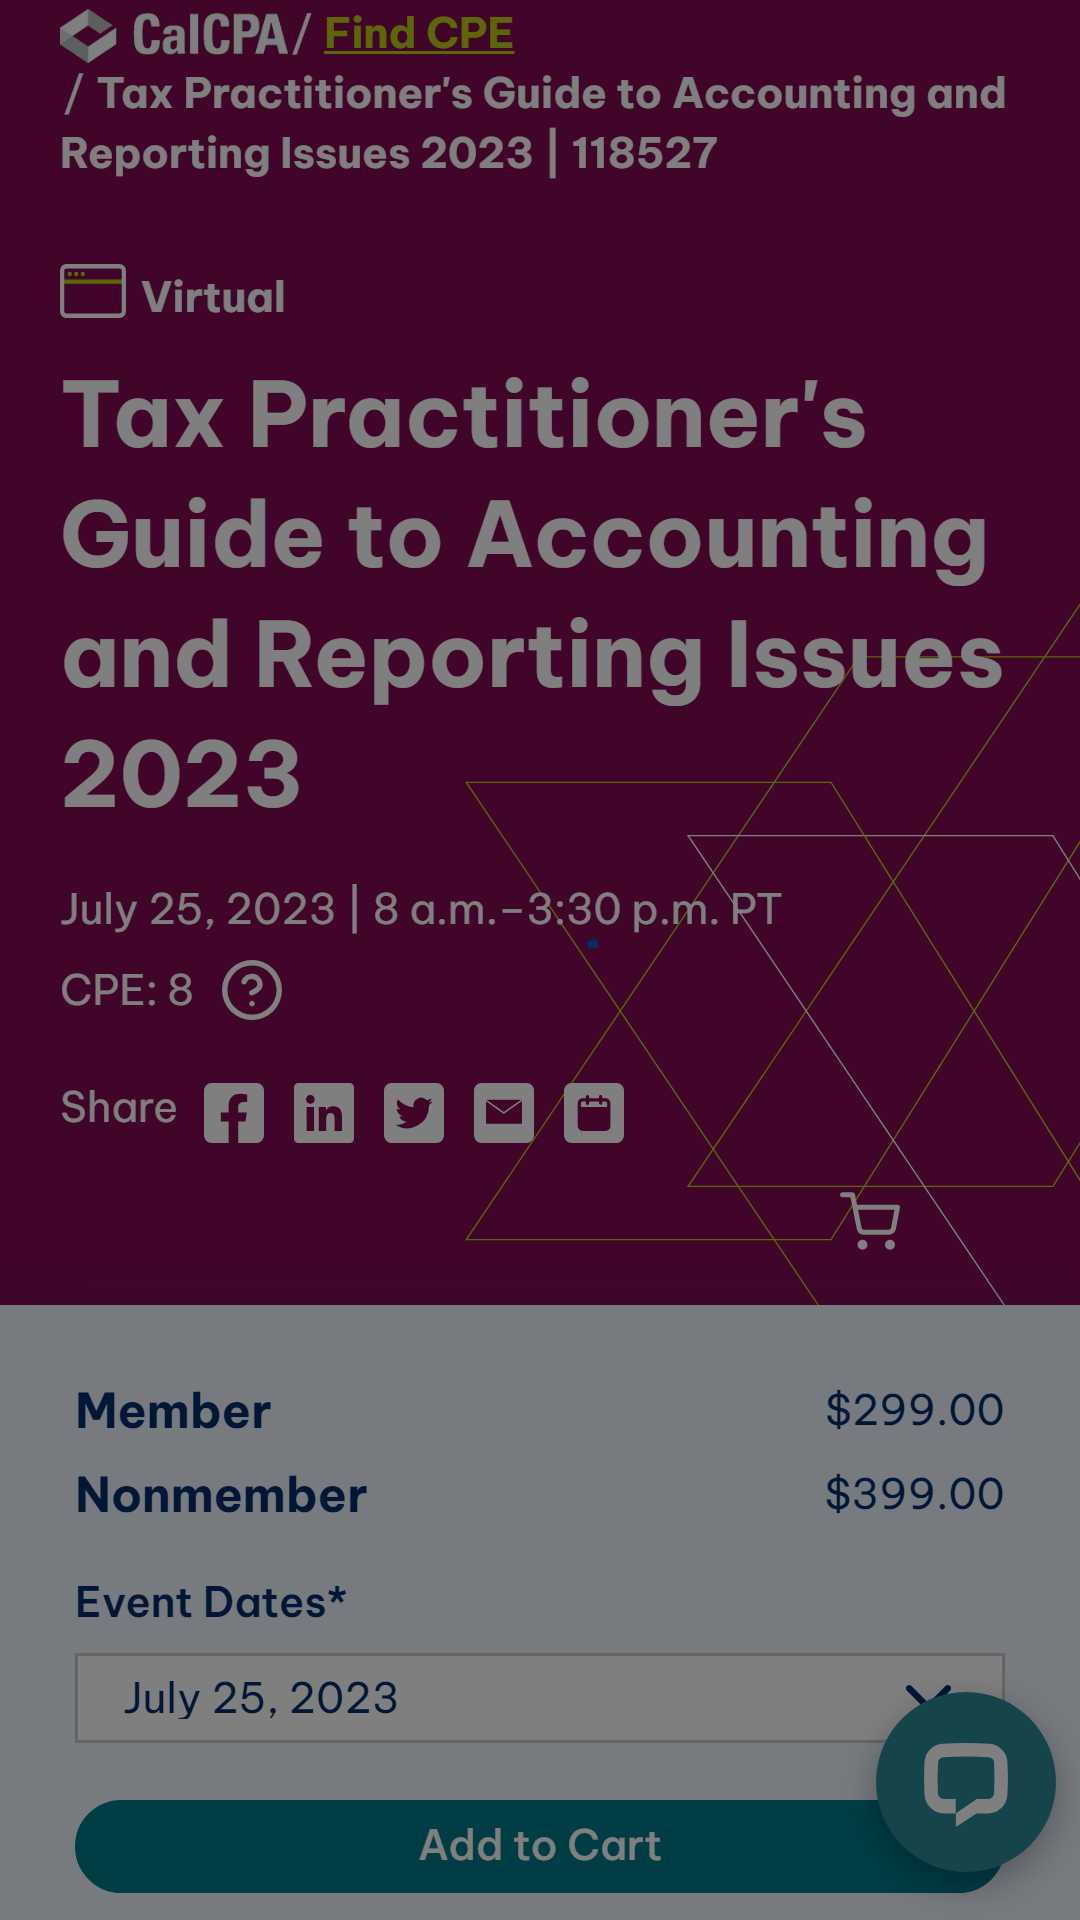 CalCPA / Find CPE
/ Tax Practitioner's Guide to Accounting and
Reporting Issues 2023 | 118527
Virtual
Tax Practitioner's
Guide to Accounting
and Reporting Issues
2023
July 25, 2023 | 8 a.m.–3:30 p.m. PT
CPE: 8
Share
Member $299.00
Nonmember $399.00
Event Dates*
July 25, 2023
Add to Cart